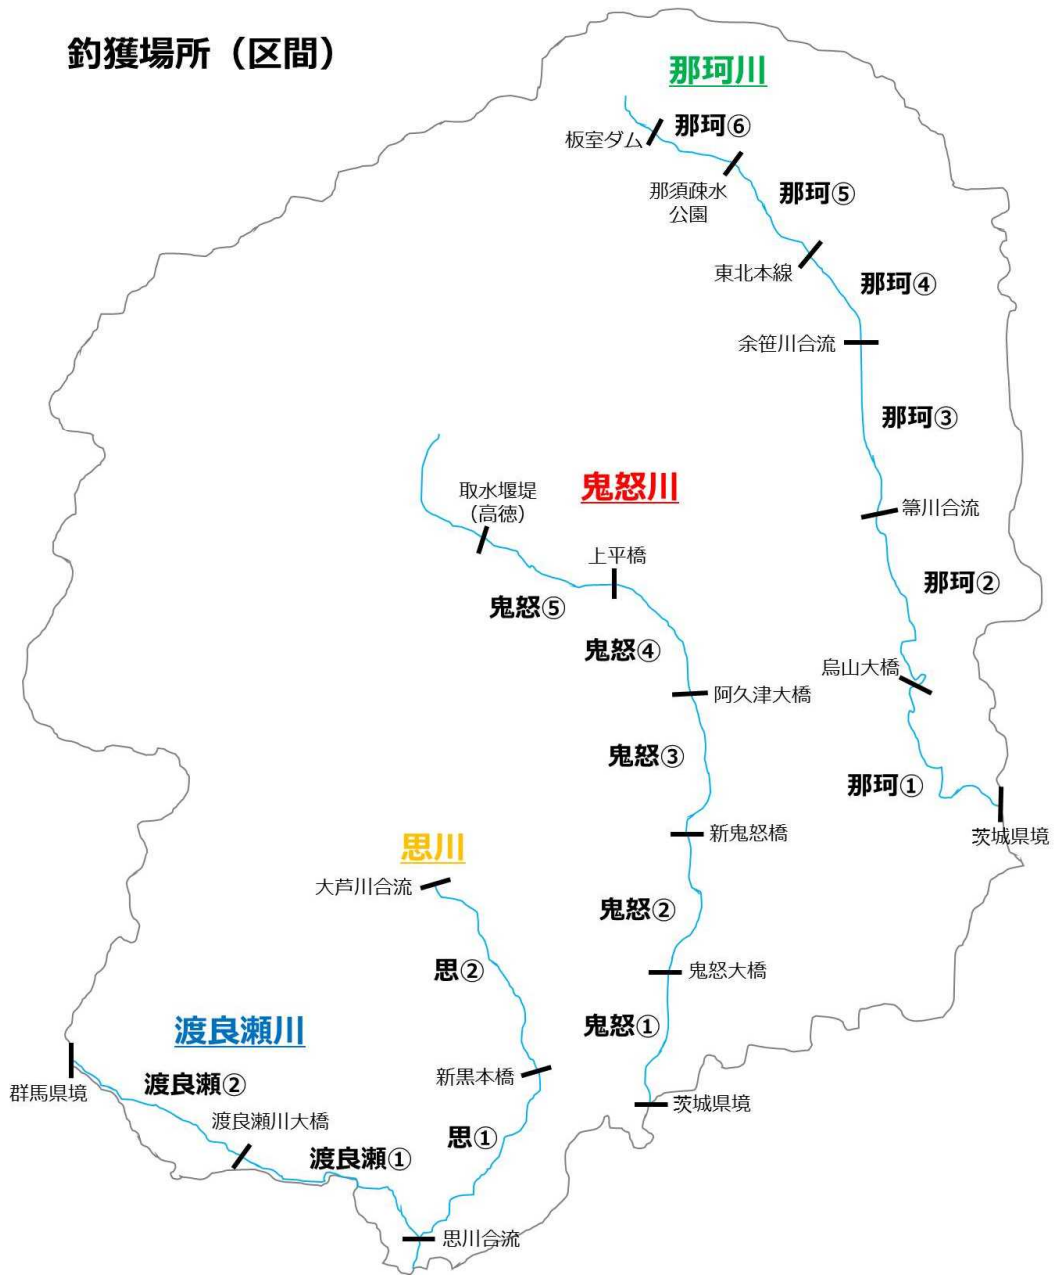 釣獲場所（区間）
那珂川
板室ダム
那珂⑥
那須疎水
公園
那珂⑤
東北本線
那珂④
余笹川合流
那珂③
箒川合流
那珂②
烏山大橋
那珂①
茨城県境
鬼怒川
取水堰堤
（高徳）
上平橋
鬼怒⑤
鬼怒④
阿久津大橋
鬼怒③
新鬼怒橋
鬼怒②
鬼怒大橋
鬼怒①
茨城県境
思川
大芦川合流
思②
新黒本橋
思①
思川合流
渡良瀬川
群馬県境
渡良瀬②
渡良瀬川大橋
渡良瀬①